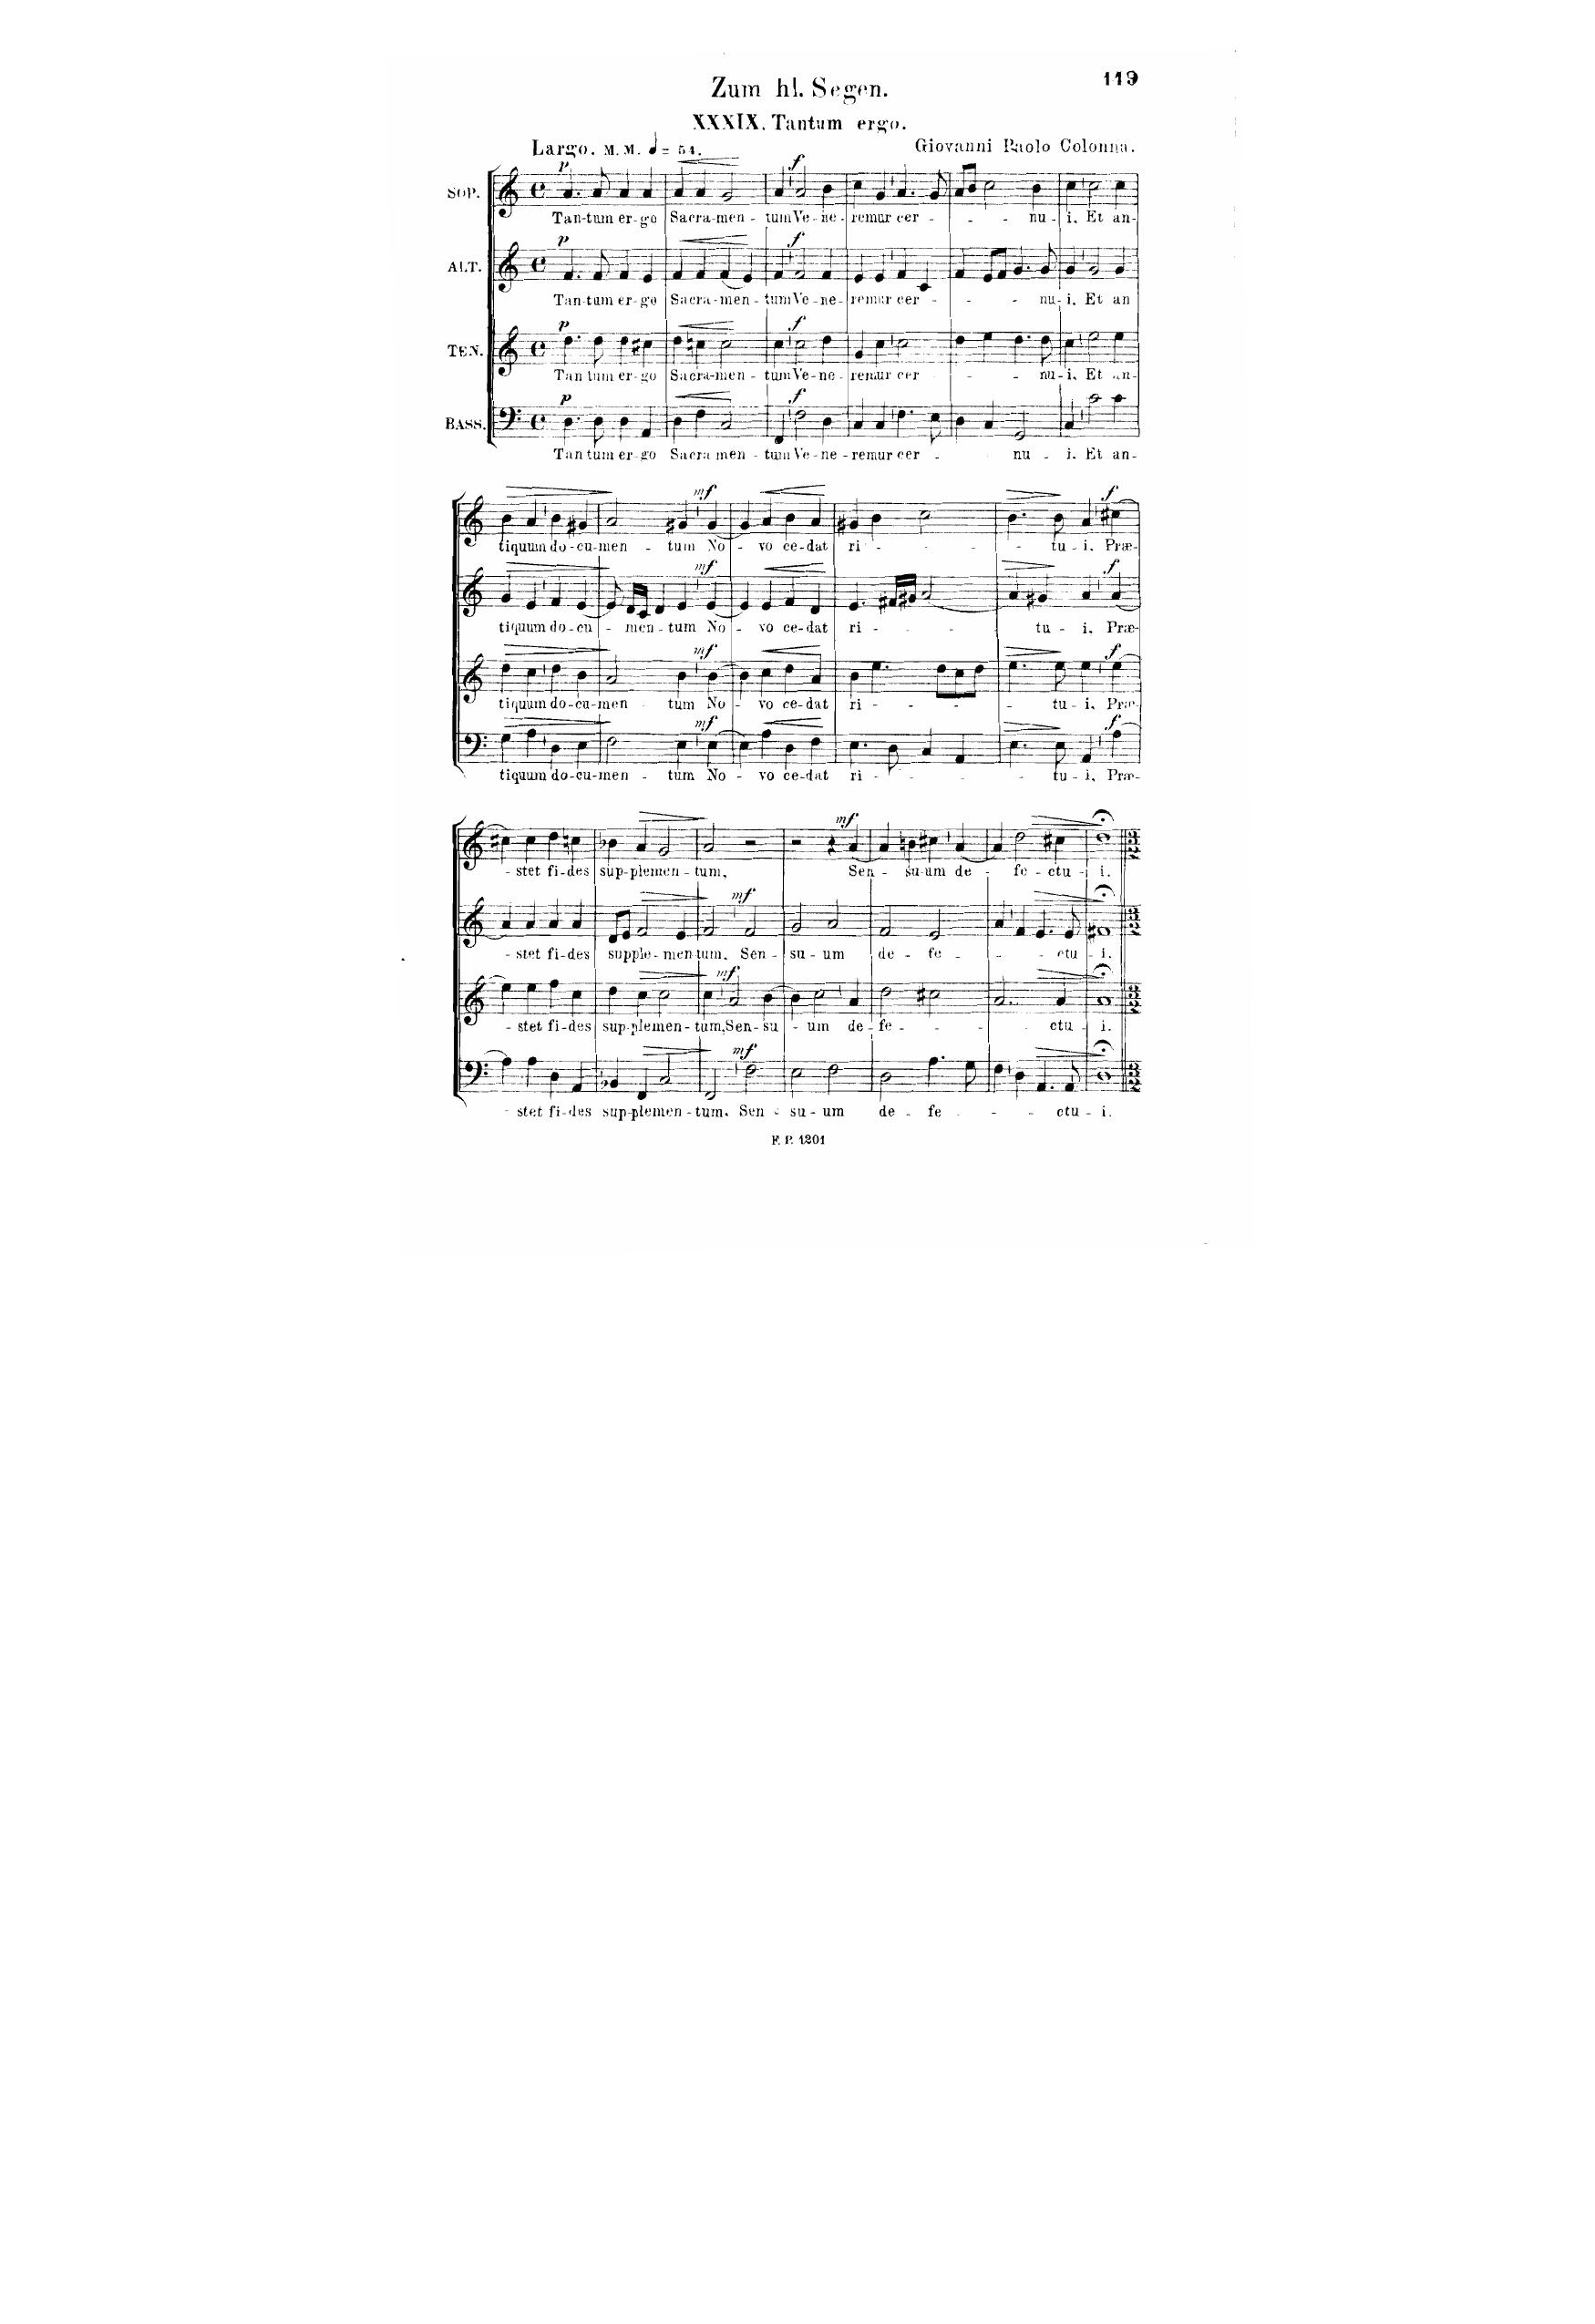 119
Zum hl. Segen.
XXXIX. Tantum ergo.
Largo. M. M. = 54.
Giovanni Paolo Colonna.
p f
SOP.
Tan-tum er-go Sacra-men-tum Ve-ne-remur cer - - - nu-i. Et an-
p f
ALT.
Tan-tum er-go Sacra-men-tum Ve-ne-remur cer - - - nu-i. Et an
p f
TEN.
Tan tum er-go Sacra-men-tum Ve-ne-remur cer - - nu-i. Et an-
p f
BASS.
Tan tum er-go Sacra men-tum Ve-ne-remur cer - nu-i. Et an-
mf f
tiquum do-cu-men-tum No-vo ce-dat ri - - - tu-i. Præ-
mf f
tiquum do-cu-men-tum No-vo ce-dat ri - - - tu-i. Præ-
mf f
tiquum do-cu-men tum No-vo ce-dat ri - - - tu-i. Præ-
mf f
tiquum do-cu-men-tum No-vo ce-dat ri - - - tu-i. Præ-
mf
-stet fi-des sup-plemen-tum. Sen-su-um de-fe-ctu-i.
mf
-stet fi-des supple-men-tum. Sen-su-um de-fe- - -ctu-i.
mf
-stet fi-des sup-plemen-tum, Sen-su-um de-fe- - -ctu-i.
mf
-stet fi-des sup-plemen-tum. Sen-su-um de-fe - - -ctu-i.
F. P. 1201